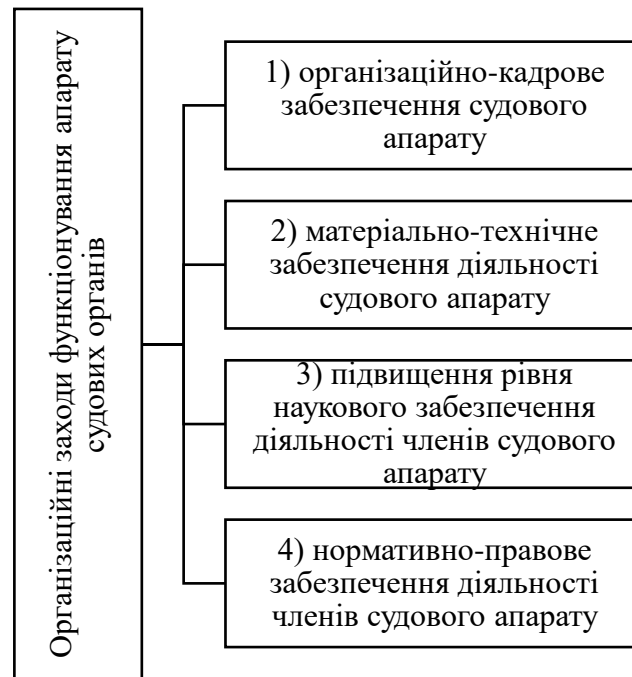 Організаційні заходи функціонування апарату
судових органів
1) організаційно-кадрове
забезпечення судового
апарату
2) матеріально-технічне
забезпечення діяльності
судового апарату
3) підвищення рівня
наукового забезпечення
діяльності членів судового
апарату
4) нормативно-правове
забезпечення діяльності
членів судового апарату